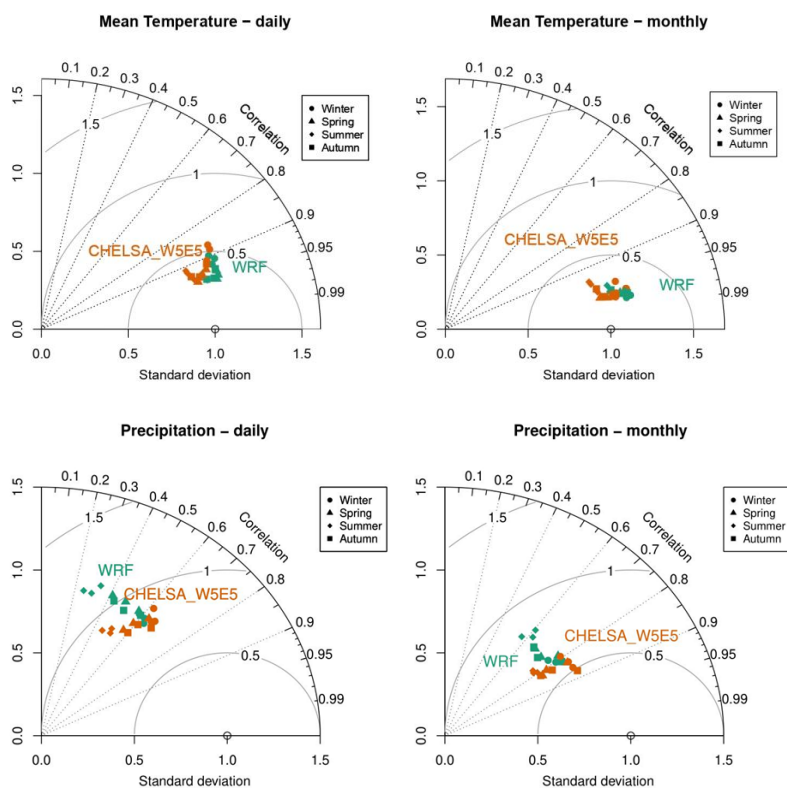 Mean Temperature – daily
0.1 0.2 0.3 0.4 0.5 0.6 0.7 0.8 0.9 0.95 0.99
Correlation
Winter
Spring
Summer
Autumn
1.5
1
0.5
CHELSA_W5E5
WRF
1.5
1.0
0.5
0.0
0.0 0.5 1.0 1.5
Standard deviation
Mean Temperature – monthly
0.1 0.2 0.3 0.4 0.5 0.6 0.7 0.8 0.9 0.95 0.99
Correlation
Winter
Spring
Summer
Autumn
1.5
1
0.5
CHELSA_W5E5
WRF
1.5
1.0
0.5
0.0
0.0 0.5 1.0 1.5
Standard deviation
Precipitation – daily
0.1 0.2 0.3 0.4 0.5 0.6 0.7 0.8 0.9 0.95 0.99
Correlation
Winter
Spring
Summer
Autumn
1.5
1
0.5
WRF
CHELSA_W5E5
1.5
1.0
0.5
0.0
0.0 0.5 1.0 1.5
Standard deviation
Precipitation – monthly
0.1 0.2 0.3 0.4 0.5 0.6 0.7 0.8 0.9 0.95 0.99
Correlation
Winter
Spring
Summer
Autumn
1.5
1
0.5
CHELSA_W5E5
WRF
1.5
1.0
0.5
0.0
0.0 0.5 1.0 1.5
Standard deviation